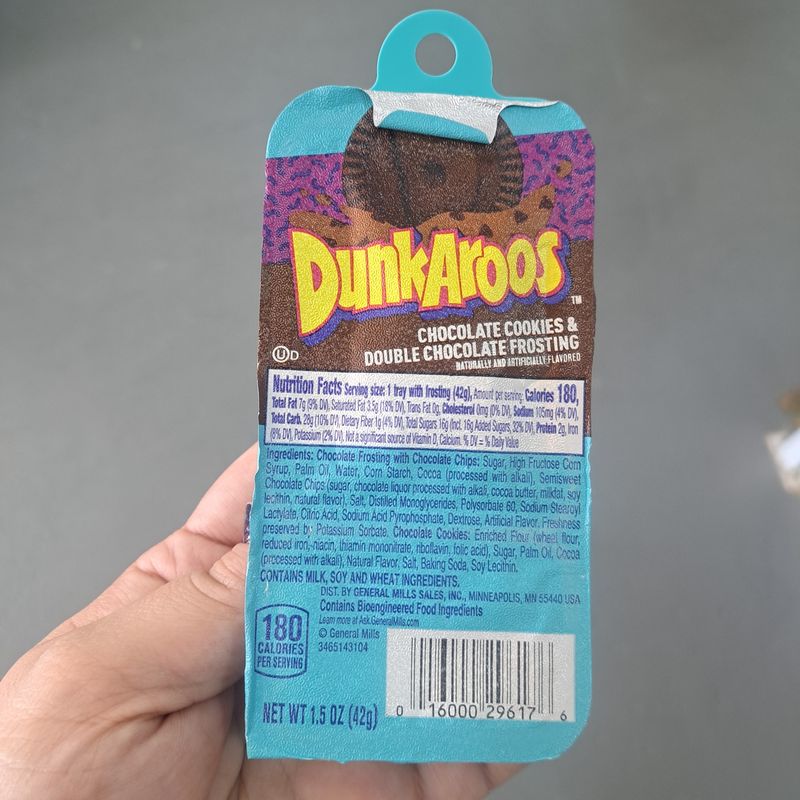 DunkAroos™
CHOCOLATE COOKIES &
DOUBLE CHOCOLATE FROSTING
NATURALLY AND ARTIFICIALLY FLAVORED
U D
Nutrition Facts Serving size: 1 tray with frosting (42g), Amount per serving: Calories 180,
Total Fat 7g (9% DV), Saturated Fat 3.5g (18% DV), Trans Fat 0g, Cholesterol 0mg (0% DV), Sodium 105mg (4% DV),
Total Carb. 28g (10% DV), Dietary Fiber 1g (4% DV), Total Sugars 16g (Incl. 16g Added Sugars, 32% DV), Protein 2g, Iron
(8% DV), Potassium (2% DV). Not a significant source of Vitamin D, Calcium. % DV = % Daily Value
Ingredients: Chocolate Frosting with Chocolate Chips: Sugar, High Fructose Corn
Syrup, Palm Oil, Water, Corn Starch, Cocoa (processed with alkali), Semisweet
Chocolate Chips (sugar, chocolate liquor processed with alkali, cocoa butter, milkfat, soy
lecithin, natural flavor), Salt, Distilled Monoglycerides, Polysorbate 60, Sodium Stearoyl
Lactylate, Citric Acid, Sodium Acid Pyrophosphate, Dextrose, Artificial Flavor. Freshness
preserved by Potassium Sorbate. Chocolate Cookies: Enriched Flour (wheat flour,
reduced iron, niacin, thiamin mononitrate, riboflavin, folic acid), Sugar, Palm Oil, Cocoa
(processed with alkali), Natural Flavor, Salt, Baking Soda, Soy Lecithin.
CONTAINS MILK, SOY AND WHEAT INGREDIENTS.
DIST. BY GENERAL MILLS SALES, INC., MINNEAPOLIS, MN 55440 USA
Contains Bioengineered Food Ingredients
Learn more at Ask.GeneralMills.com
© General Mills
3465143104
180
CALORIES
PER SERVING
NET WT 1.5 OZ (42g)
0 16000 29617 6